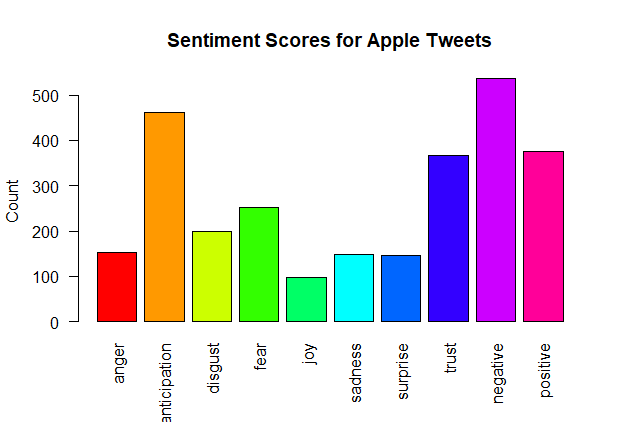 Sentiment Scores for Apple Tweets
Count
500
400
300
200
100
0
anger
anticipation
disgust
fear
joy
sadness
surprise
trust
negative
positive